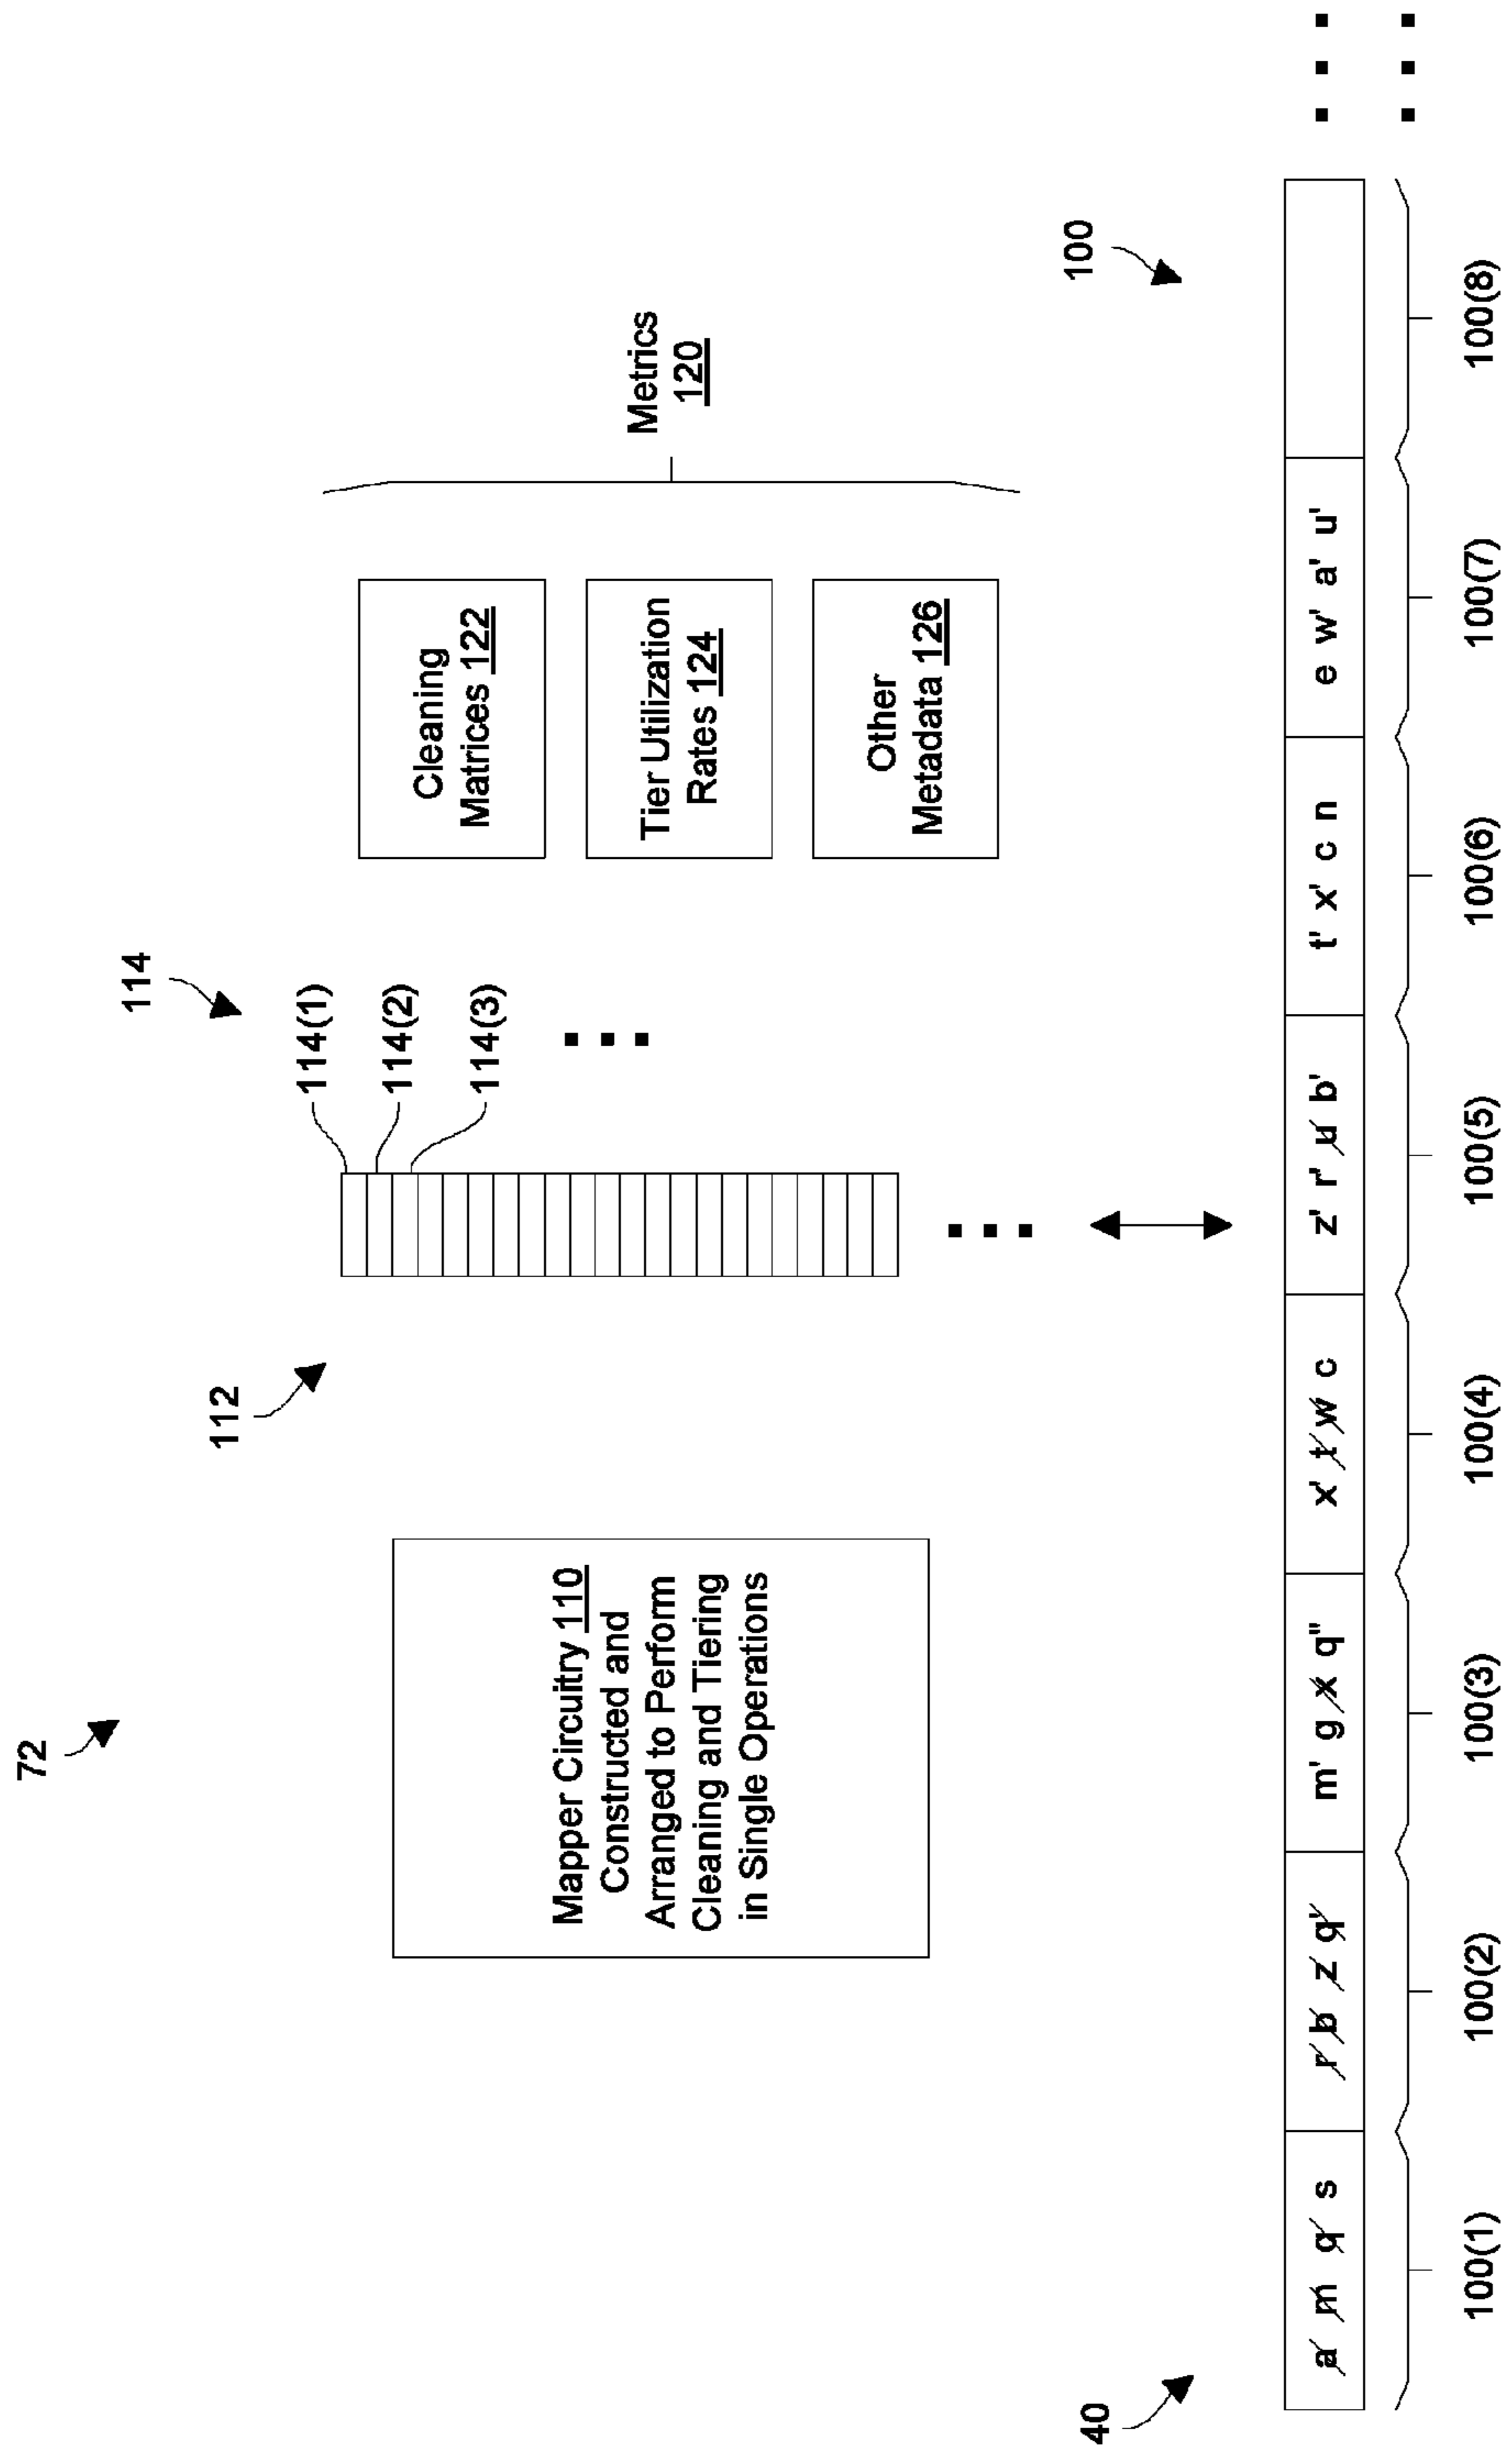 72
112
114
114(1)
114(2)
114(3)
Mapper Circuitry 110
Constructed and
Arranged to Perform
Cleaning and Tiering
in Single Operations
Cleaning
Matrices 122
Tier Utilization
Rates 124
Other
Metadata 126
Metrics
120
40
100
a m q s
r b z q'
m' g x q"
x' t w c
z' r' u b'
t' x' c n
e w' a' u'
100(1)
100(2)
100(3)
100(4)
100(5)
100(6)
100(7)
100(8)